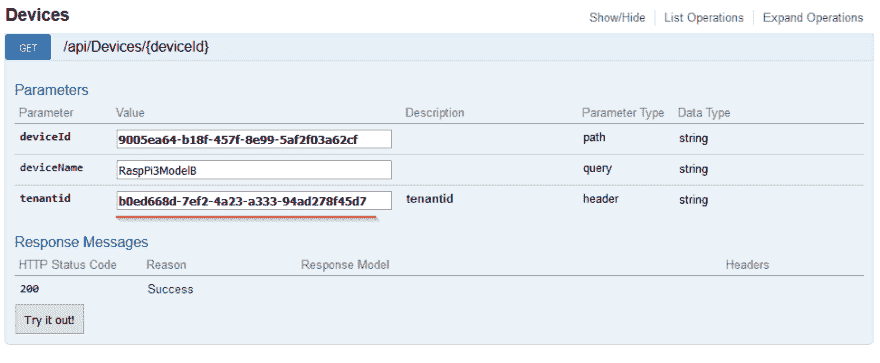 Devices Show/Hide List Operations Expand Operations
GET /api/Devices/{deviceId}
Parameters
Parameter Value Description Parameter Type Data Type
deviceId 9005ea64-b18f-457f-8e99-5af2f03a62cf path string
deviceName RaspPi3ModelB query string
tenantid b0ed668d-7ef2-4a23-a333-94ad278f45d7 tenantid header string
Response Messages
HTTP Status Code Reason Response Model Headers
200 Success
Try it out!